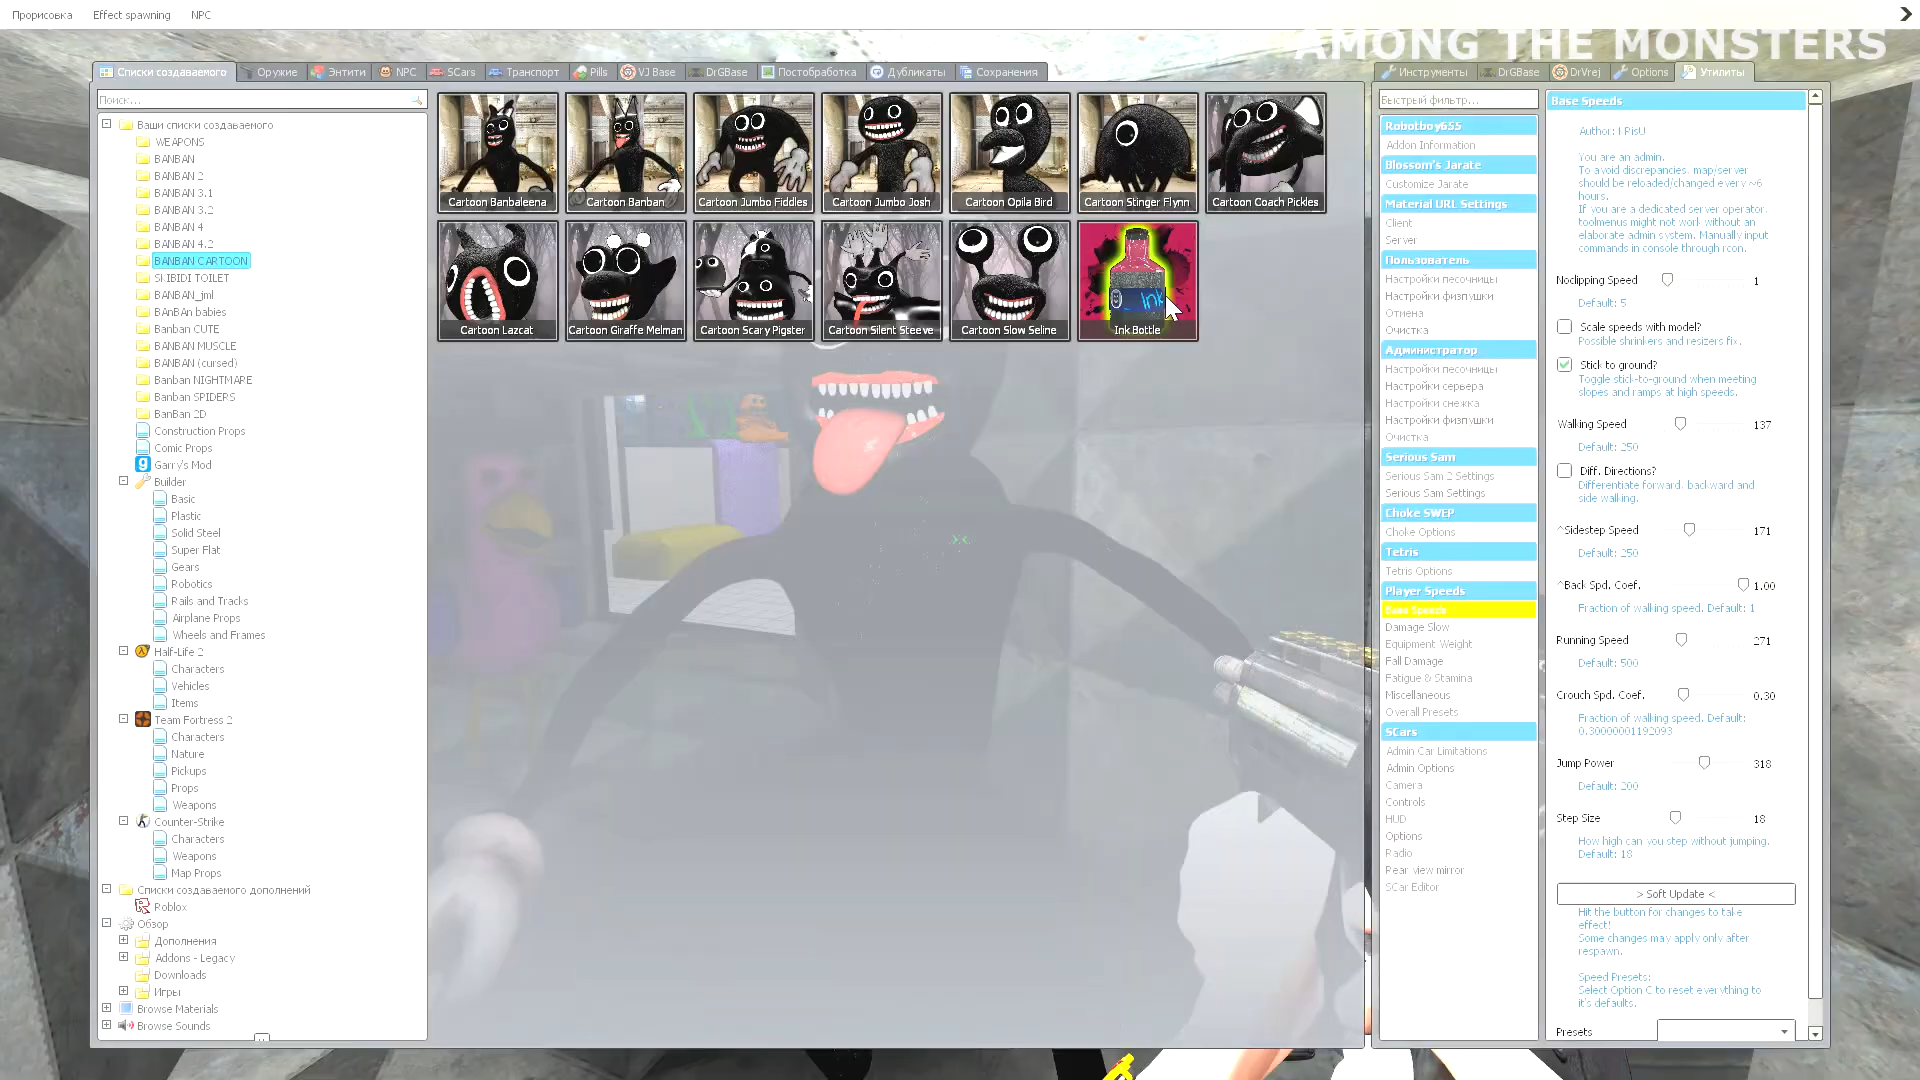 Прорисовка Effect spawning NPC
AMONG THE MONSTERS
Списки создаваемого Оружие Энтити NPC SCars Транспорт Pills VJ Base DrGBase Постобработка Дубликаты Сохранения
Поиск...
Ваши списки создаваемого
WEAPONS
BANBAN
BANBAN 2
BANBAN 3.1
BANBAN 3.2
BANBAN 4
BANBAN 4.2
BANBAN CARTOON
SKIBIDI TOILET
BANBAN_jml
BAnBAn babies
Banban CUTE
BANBAN MUSCLE
BANBAN (cursed)
Banban NIGHTMARE
Banban SPIDERS
BanBan 2D
Construction Props
Comic Props
Garry's Mod
Builder
Basic
Plastic
Solid Steel
Super Flat
Gears
Robotics
Rails and Tracks
Airplane Props
Wheels and Frames
Half-Life 2
Characters
Vehicles
Items
Team Fortress 2
Characters
Nature
Pickups
Props
Weapons
Counter-Strike
Characters
Weapons
Map Props
Списки создаваемого дополнений
Roblox
Обзор
Дополнения
Addons - Legacy
Downloads
Игры
Browse Materials
Browse Sounds
Cartoon Banbaleena
Cartoon Banban
Cartoon Jumbo Fiddles
Cartoon Jumbo Josh
Cartoon Opila Bird
Cartoon Stinger Flynn
Cartoon Coach Pickles
Cartoon Lazcat
Cartoon Giraffe Melman
Cartoon Scary Pigster
Cartoon Silent Steeve
Cartoon Slow Seline
Ink
Ink Bottle
Инструменты DrGBase DrVrej Options Утилиты
Быстрый фильтр...
Robotboy655
Addon Information
Blossom's Jarate
Customize Jarate
Material URL Settings
Client
Server
Пользователь
Настройки песочницы
Настройки физпушки
Отмена
Очистка
Администратор
Настройки песочницы
Настройки сервера
Настройки снежка
Настройки физпушки
Очистка
Serious Sam
Serious Sam 2 Settings
Serious Sam Settings
Choke SWEP
Choke Options
Tetris
Tetris Options
Player Speeds
Base Speeds
Damage Slow
Equipment Weight
Fall Damage
Fatigue & Stamina
Miscellaneous
Overall Presets
SCars
Admin Car Limitations
Admin Options
Camera
Controls
HUD
Options
Radio
Rear view mirror
SCar Editor
Base Speeds
Author: I PisU
You are an admin.
To avoid discrepancies, map/server
should be reloaded/changed every ~6
hours.
If you are a dedicated server operator,
toolmenus might not work without an
elaborate admin system. Manually input
commands in console through rcon.
Noclipping Speed 1
Default: 5
Scale speeds with model?
Possible shrinkers and resizers fix.
Stick to ground?
Toggle stick-to-ground when meeting
slopes and ramps at high speeds.
Walking Speed 137
Default: 250
Diff. Directions?
Differentiate forward, backward and
side walking.
^Sidestep Speed 171
Default: 250
^Back Spd. Coef. 1.00
Fraction of walking speed. Default: 1
Running Speed 271
Default: 500
Crouch Spd. Coef. 0.30
Fraction of walking speed. Default:
0.30000001192093
Jump Power 318
Default: 200
Step Size 18
How high can you step without jumping.
Default: 18
> Soft Update <
Hit the button for changes to take
effect!
Some changes may apply only after
respawn.
Speed Presets:
Select Option C to reset everything to
it's defaults.
Presets